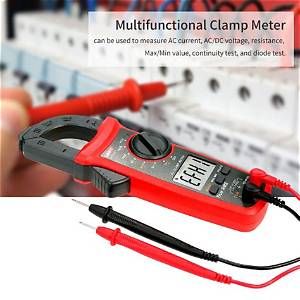 Multifunctional Clamp Meter
can be used to measure AC current, AC/DC voltage, resistance,
Max/Min value, continuity test, and diode test.